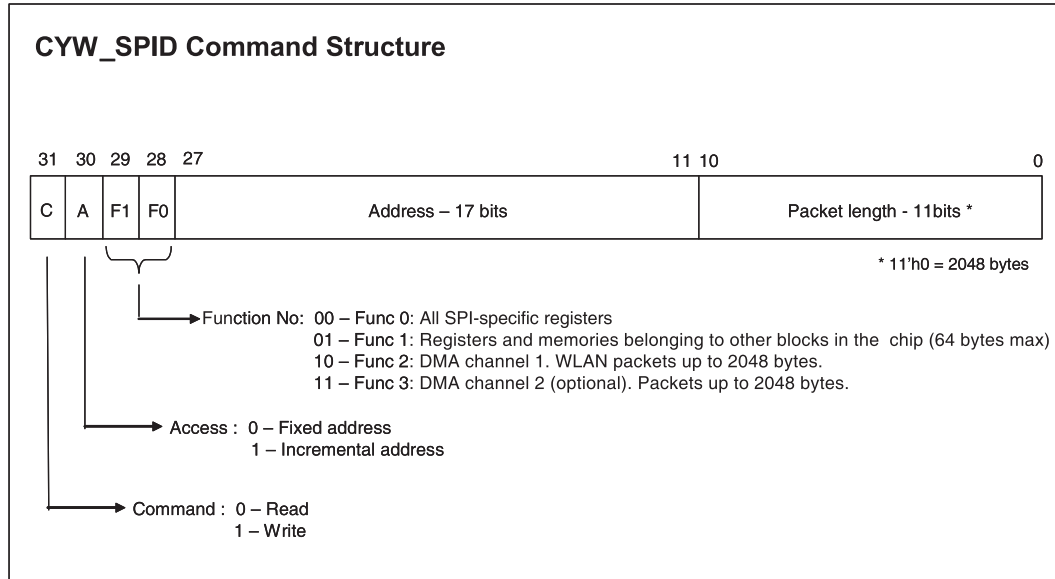 CYW_SPID Command Structure
31 30 29 28 27 11 10 0
C A F1 F0 Address – 17 bits Packet length - 11bits *
* 11'h0 = 2048 bytes
Function No: 00 – Func 0: All SPI-specific registers
01 – Func 1: Registers and memories belonging to other blocks in the chip (64 bytes max)
10 – Func 2: DMA channel 1. WLAN packets up to 2048 bytes.
11 – Func 3: DMA channel 2 (optional). Packets up to 2048 bytes.
Access : 0 – Fixed address
1 – Incremental address
Command : 0 – Read
1 – Write